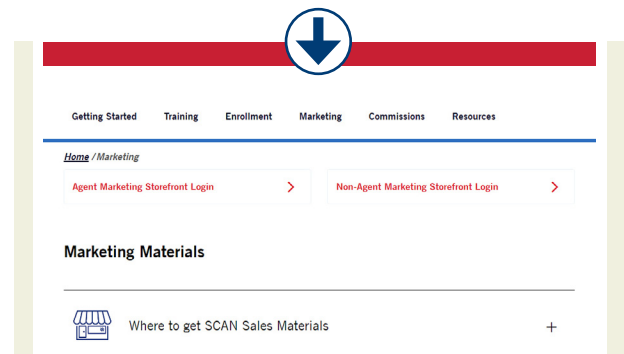 Getting Started Training Enrollment Marketing Commissions Resources
Home / Marketing
Agent Marketing Storefront Login Non-Agent Marketing Storefront Login
Marketing Materials
Where to get SCAN Sales Materials